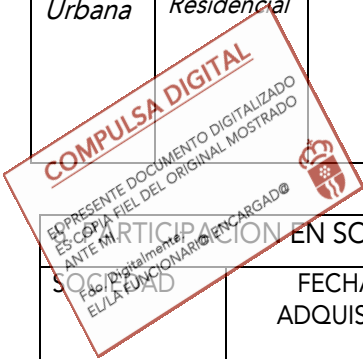 Urbana
Residencial
COMPULSA DIGITAL
EL PRESENTE DOCUMENTO DIGITALIZADO
ES COPIA FIEL DEL ORIGINAL MOSTRADO
ANTE MI
Fdo. Digitalmente:
EL/LA FUNCIONARI@ ENCARGAD@
PARTICIPACIÓN EN SO
SOCIEDAD
FECHA
ADQUIS